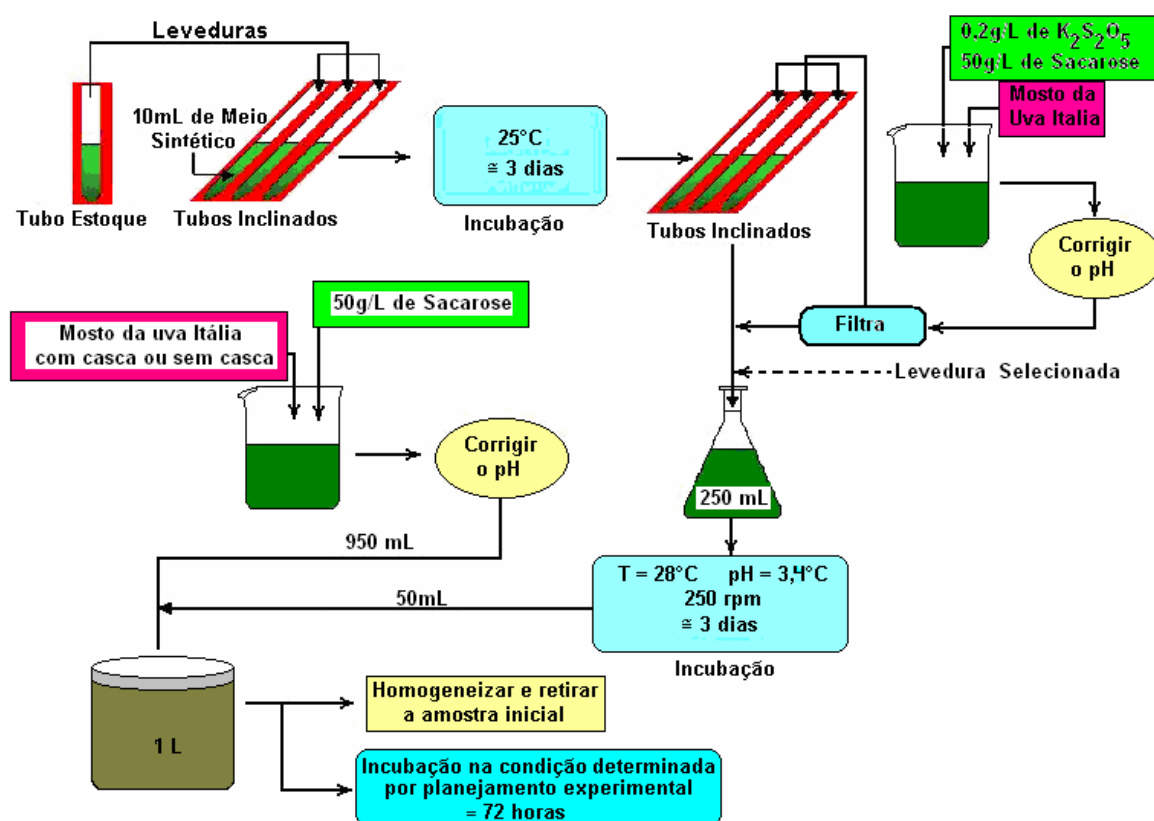 Leveduras
10mL de Meio
Sintético
Tubo Estoque
Tubos Inclinados
25°C
≅ 3 dias
Incubação
Tubos Inclinados
0,2g/L de K₂S₂O₅
50g/L de Sacarose
Mosto da
Uva Italia
Corrigir
o pH
Filtra
Levedura Selecionada
50g/L de Sacarose
Mosto da uva Itália
com casca ou sem casca
Corrigir
o pH
250 mL
950 mL
T = 28°C pH = 3,4°C
250 rpm
≅ 3 dias
Incubação
50mL
1 L
Homogeneizar e retirar
a amostra inicial
Incubação na condição determinada
por planejamento experimental
= 72 horas